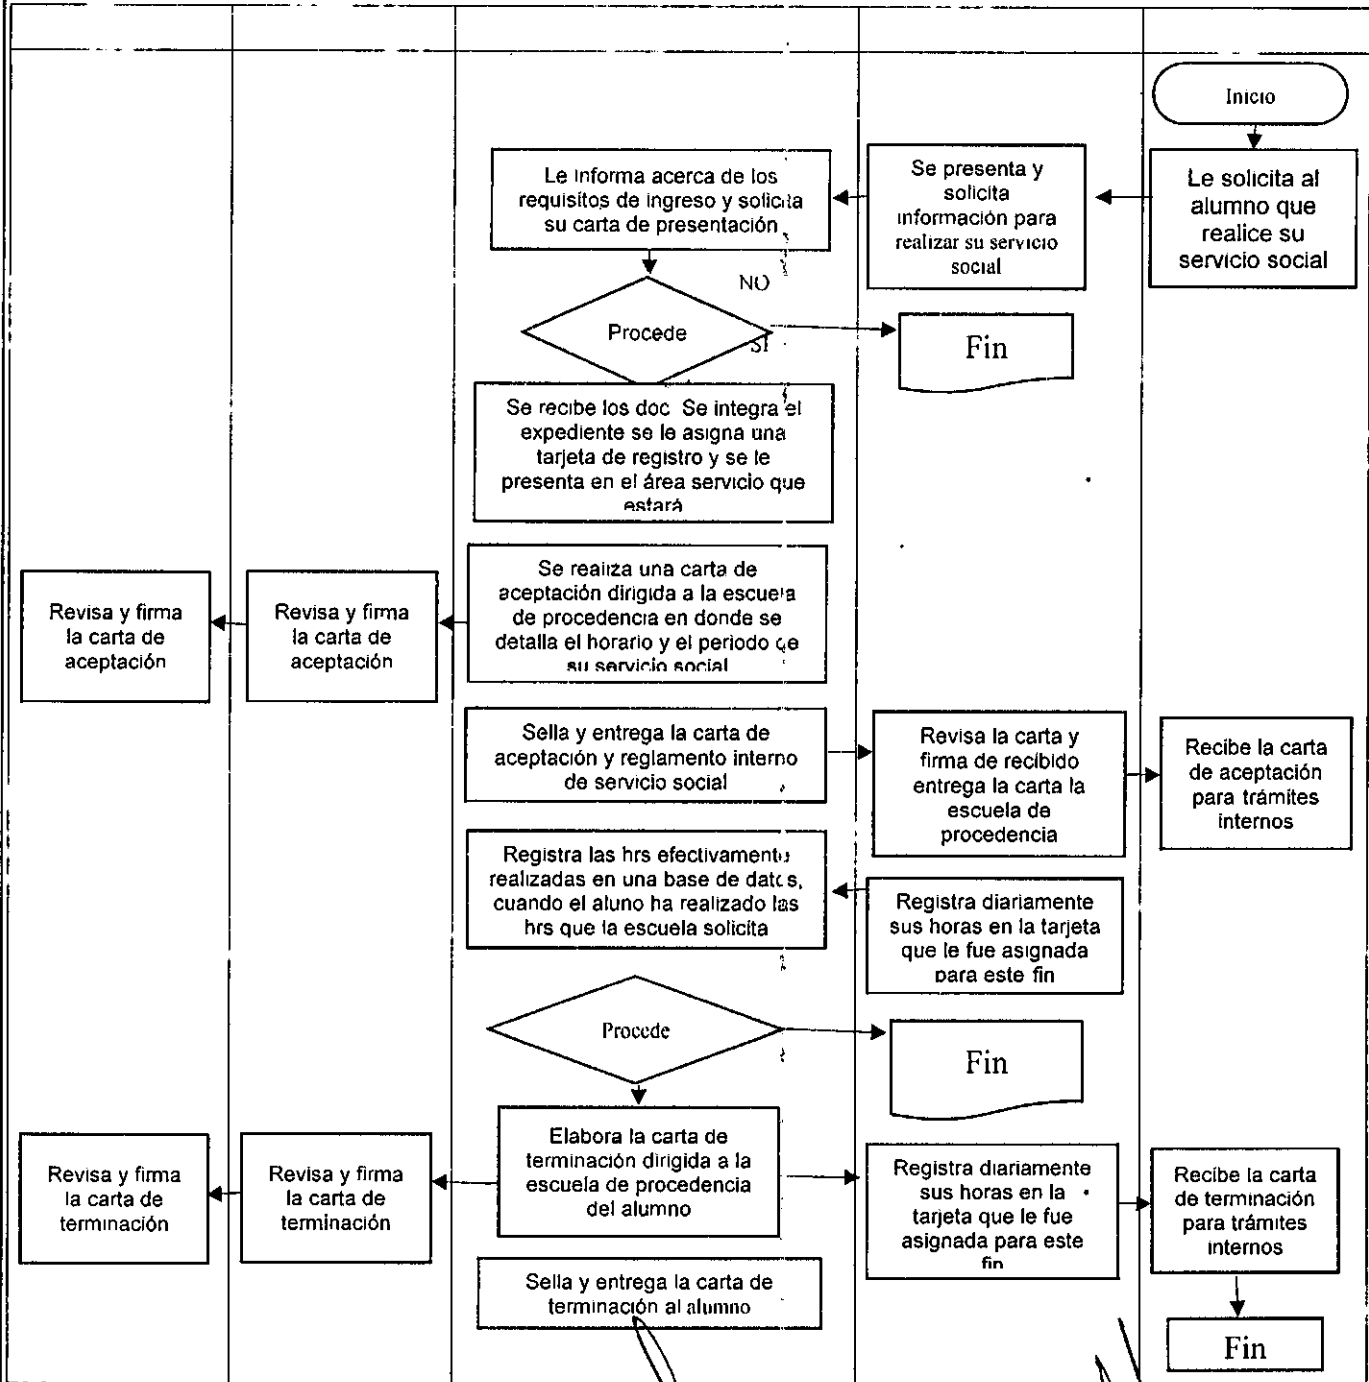 Inicio
Le solicita al
alumno que
realice su
servicio social
Se presenta y
solicita
información para
realizar su servicio
social
Le informa acerca de los
requisitos de ingreso y solicita
su carta de presentación
NO
Procede
SI
Fin
Se recibe los doc Se integra el
expediente se le asigna una
tarjeta de registro y se le
presenta en el área servicio que
estará
Se realiza una carta de
aceptación dirigida a la escuela
de procedencia en donde se
detalla el horario y el periodo de
su servicio social
Revisa y firma
la carta de
aceptación
Revisa y firma
la carta de
aceptación
Sella y entrega la carta de
aceptación y reglamento interno
de servicio social
Revisa la carta y
firma de recibido
entrega la carta la
escuela de
procedencia
Recibe la carta
de aceptación
para trámites
internos
Registra las hrs efectivamente
realizadas en una base de datos,
cuando el aluno ha realizado las
hrs que la escuela solicita
Registra diariamente
sus horas en la tarjeta
que le fue asignada
para este fin
Procede
Fin
Elabora la carta de
terminación dirigida a la
escuela de procedencia
del alumno
Revisa y firma
la carta de
terminación
Revisa y firma
la carta de
terminación
Registra diariamente
sus horas en la
tarjeta que le fue
asignada para este
fin
Recibe la carta
de terminación
para trámites
internos
Sella y entrega la carta de
terminación al alumno
Fin